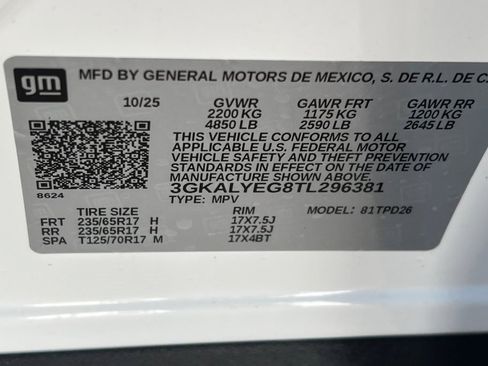 gm MFD BY GENERAL MOTORS DE MEXICO, S. DE R.L. DE C.
10/25 GVWR GAWR FRT GAWR RR
2200 KG 1175 KG 1200 KG
4850 LB 2590 LB 2645 LB
THIS VEHICLE CONFORMS TO ALL
APPLICABLE U.S. FEDERAL MOTOR
VEHICLE SAFETY AND THEFT PREVENTION
STANDARDS IN EFFECT ON THE DATE OF
MANUFACTURE SHOWN ABOVE.
8624 3GKALYEG8TL296381
TYPE: MPV MODEL: 81TPD26
TIRE SIZE RIM
FRT 235/65R17 H 17X7.5J
RR 235/65R17 H 17X7.5J
SPA T125/70R17 M 17X4BT